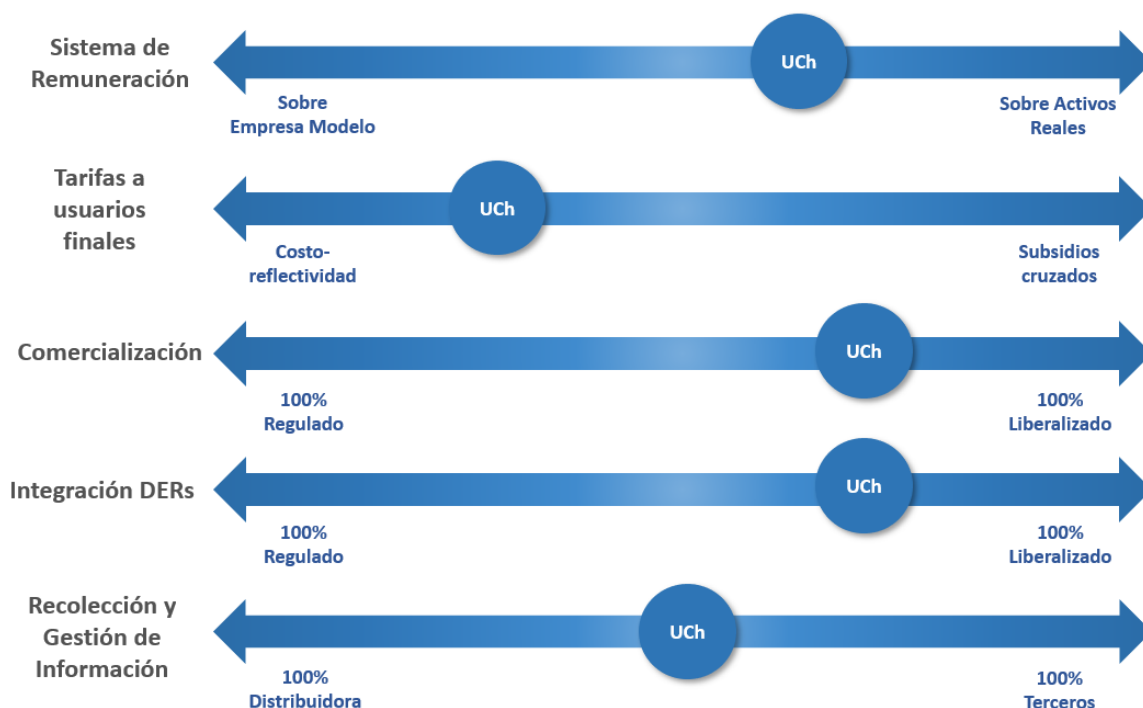 Sistema de
Remuneración
UCh
Sobre
Empresa Modelo
Sobre Activos
Reales
Tarifas a
usuarios
finales
UCh
Costo-
reflectividad
Subsidios
cruzados
Comercialización
UCh
100%
Regulado
100%
Liberalizado
Integración DERs
UCh
100%
Regulado
100%
Liberalizado
Recolección y
Gestión de
Información
UCh
100%
Distribuidora
100%
Terceros